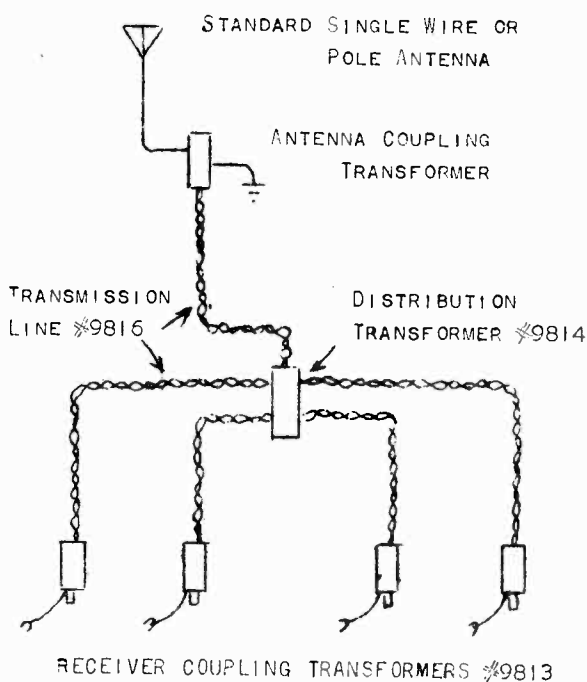 STANDARD SINGLE WIRE OR
POLE ANTENNA
ANTENNA COUPLING
TRANSFORMER
TRANSMISSION
LINE #9816
DISTRIBUTION
TRANSFORMER #9814
RECEIVER COUPLING TRANSFORMERS #9813